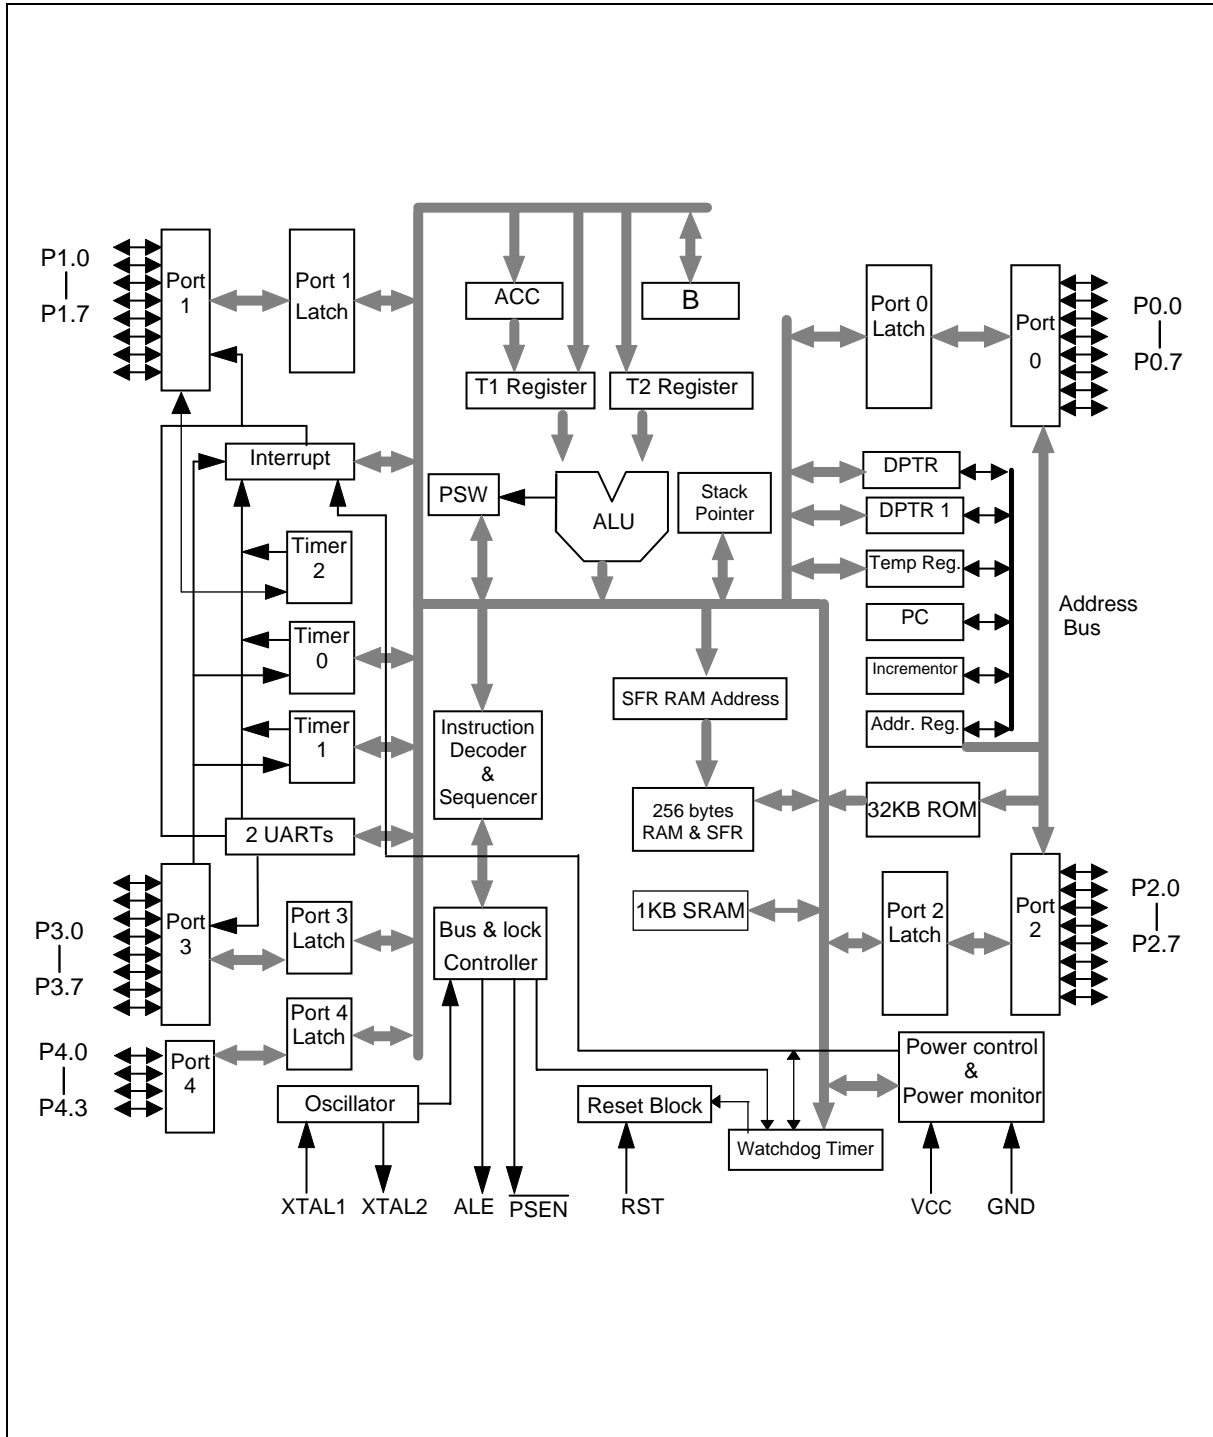 P1.0
P1.7
Port
1
Port 1
Latch
ACC
B
T1 Register
T2 Register
Port 0
Latch
Port
0
P0.0
P0.7
Interrupt
PSW
ALU
Stack
Pointer
DPTR
DPTR 1
Temp Reg.
PC
Incrementor
Addr. Reg.
Address
Bus
Timer
2
Timer
0
Timer
1
2 UARTs
Instruction
Decoder
&
Sequencer
SFR RAM Address
256 bytes
RAM & SFR
32KB ROM
1KB SRAM
P3.0
P3.7
Port
3
Port 3
Latch
Bus & lock
Controller
Port 2
Latch
Port
2
P2.0
P2.7
P4.0
P4.3
Port
4
Port 4
Latch
Oscillator
Reset Block
Watchdog Timer
Power control
&
Power monitor
XTAL1
XTAL2
ALE
PSEN
RST
VCC
GND